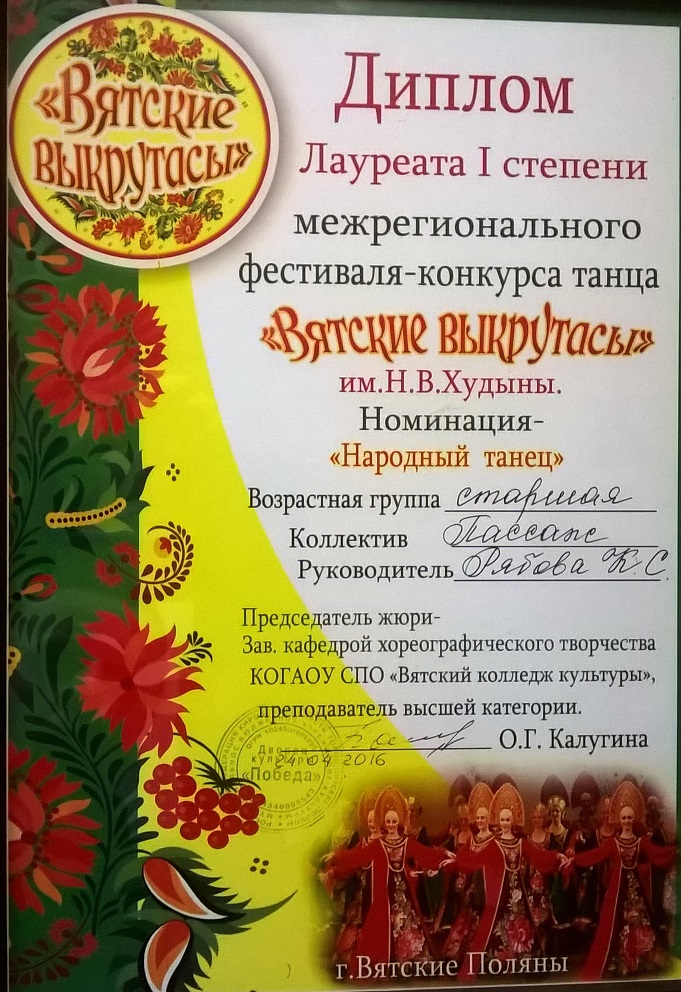 «Вятские
выкрутасы»
Диплом
Лауреата I степени
межрегионального
фестиваля-конкурса танца
«Вятские выкрутасы»
им.Н.В.Худыны.
Номинация-
«Народный танец»
Возрастная группа старшая
Коллектив Пассаж
Руководитель Рябова К.С.
Председатель жюри-
Зав. кафедрой хореографического творчества
КОГАОУ СПО «Вятский колледж культуры»,
преподаватель высшей категории.
О.Г. Калугина
24 04 2016
«Победа»
г.Вятские Поляны